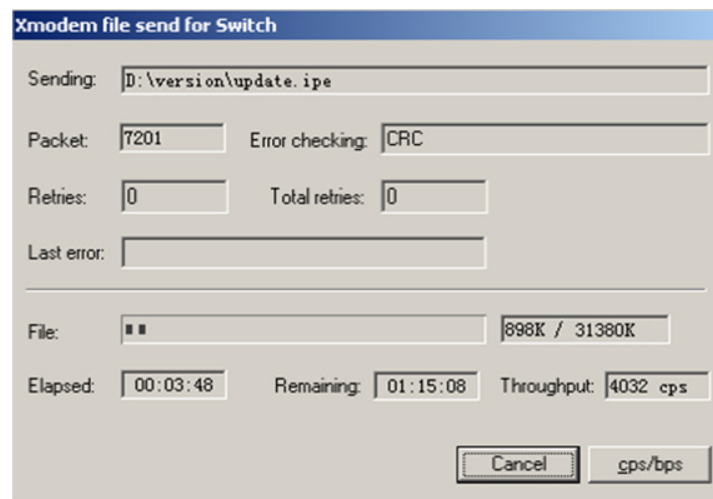 Xmodem file send for Switch
Sending: D:\version\update.ipe
Packet: 7201 Error checking: CRC
Retries: 0 Total retries: 0
Last error:
File: 898K / 31380K
Elapsed: 00:03:48 Remaining: 01:15:08 Throughput: 4032 cps
Cancel cps/bps